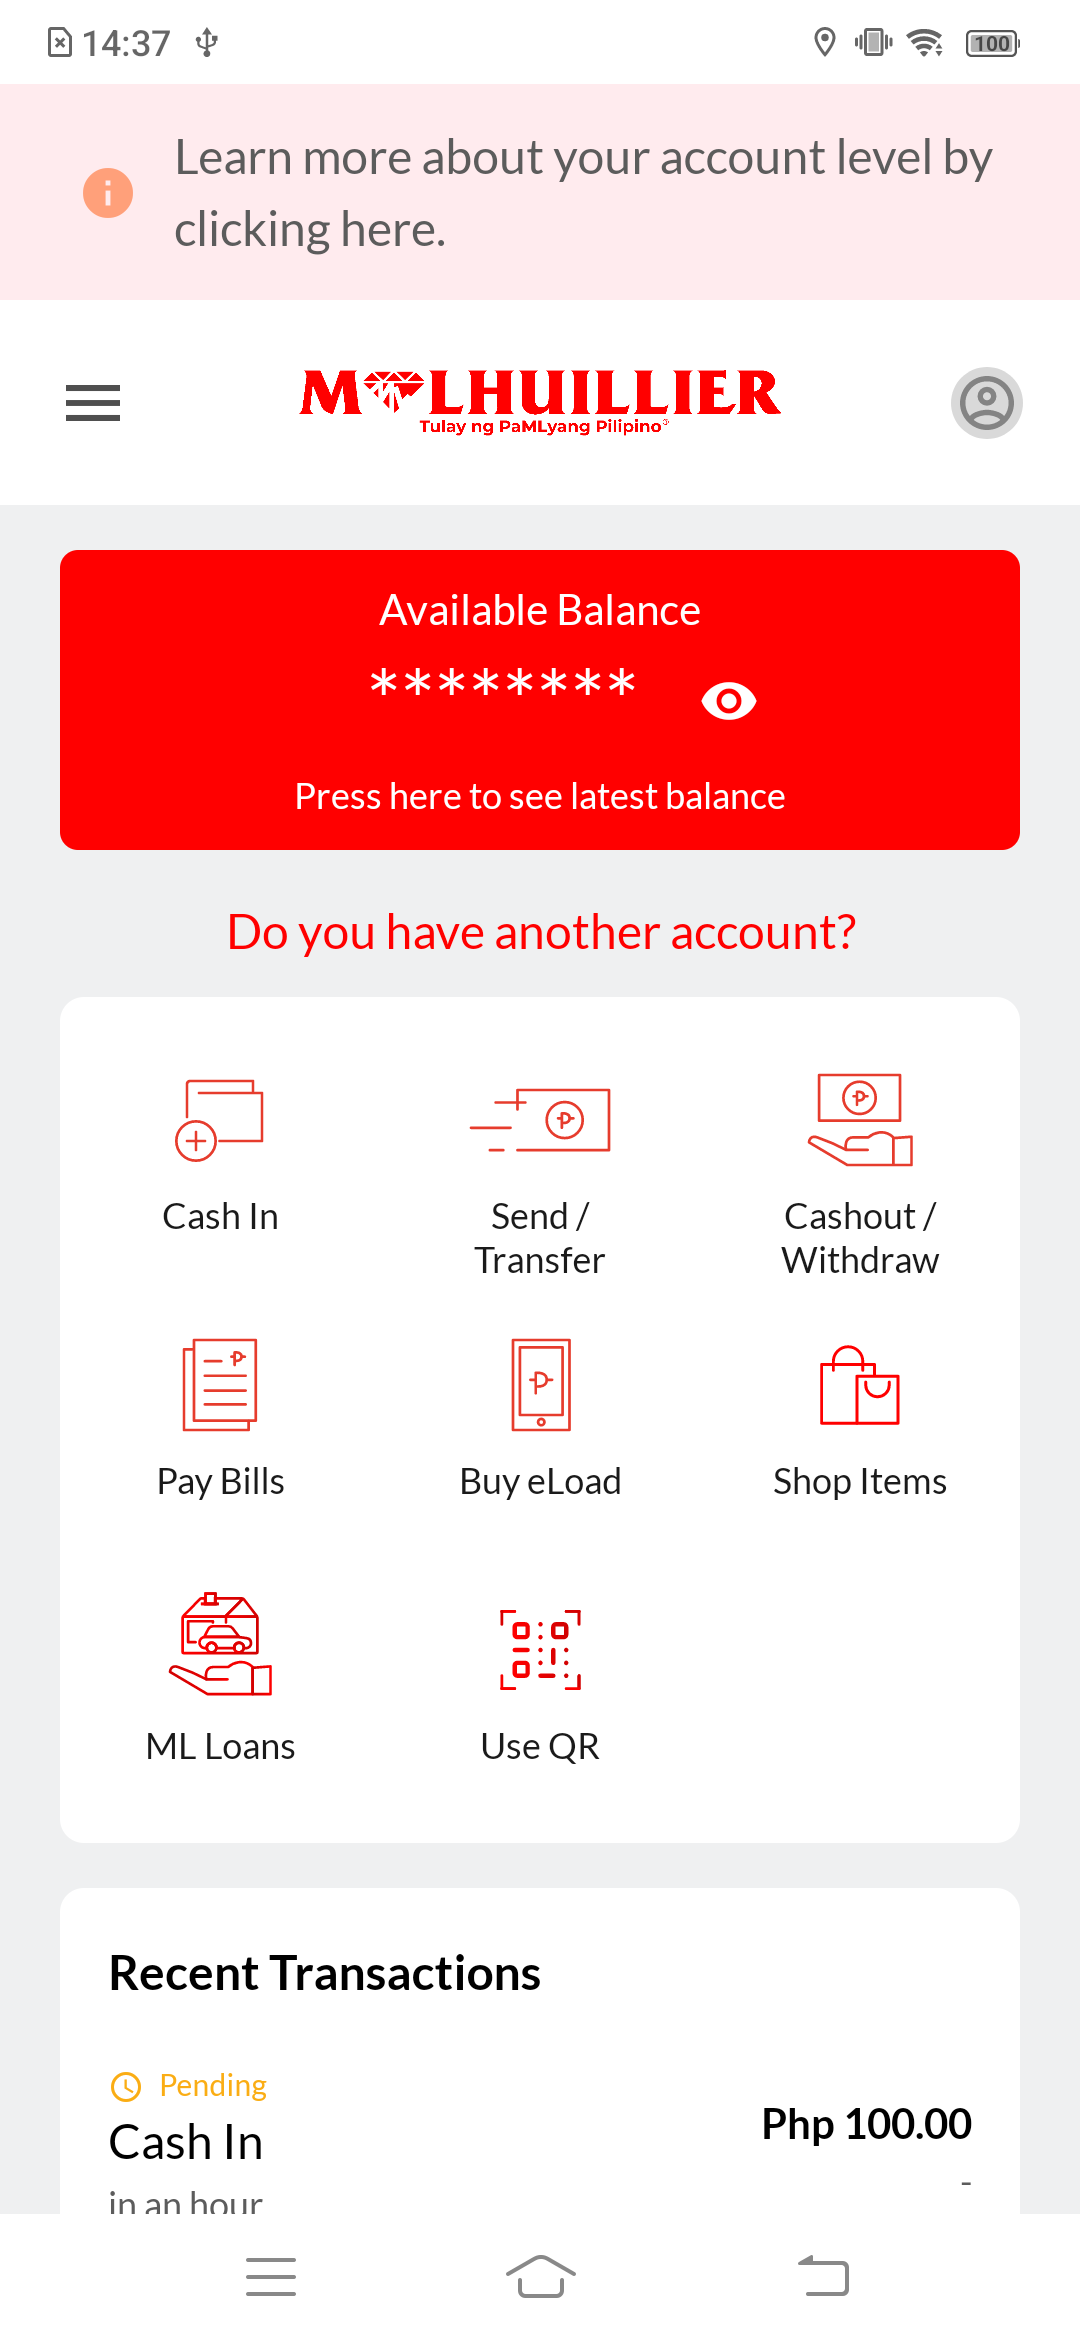 14:37
100
Learn more about your account level by
clicking here.
M LHUILLIER
Tulay ng PaMLyang Pilipino®
Available Balance
********
Press here to see latest balance
Do you have another account?
Cash In
Send /
Transfer
Cashout /
Withdraw
Pay Bills
Buy eLoad
Shop Items
ML Loans
Use QR
Recent Transactions
Pending
Cash In
Php 100.00
-
in an hour